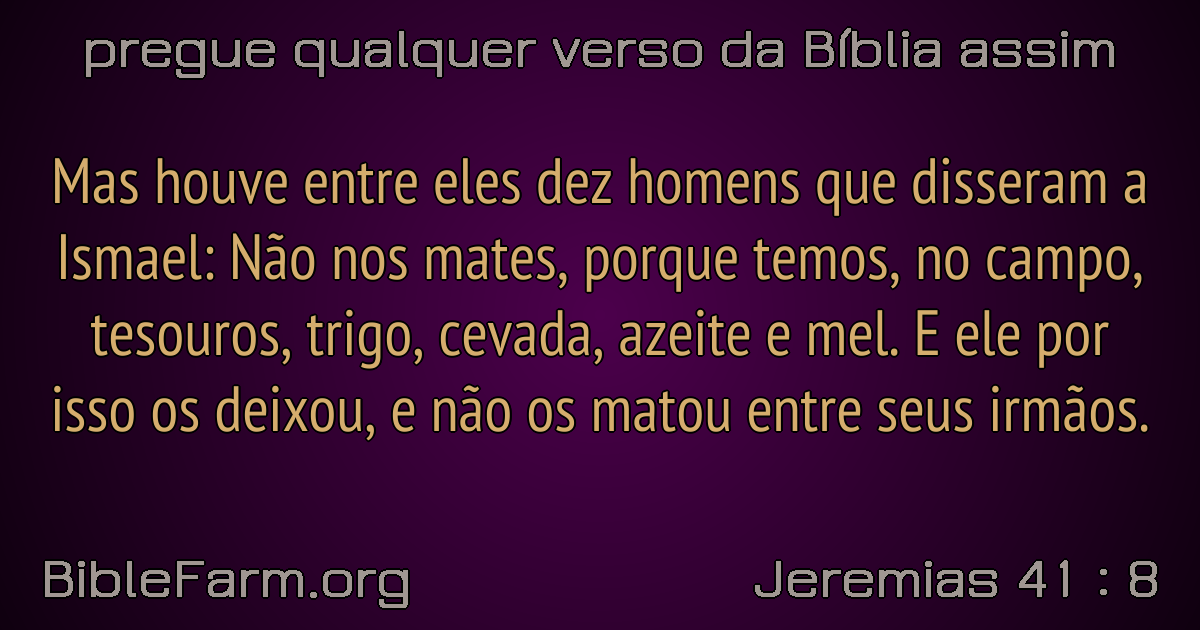 pregue qualquer verso da Bíblia assim
Mas houve entre eles dez homens que disseram a
Ismael: Não nos mates, porque temos, no campo,
tesouros, trigo, cevada, azeite e mel. E ele por
isso os deixou, e não os matou entre seus irmãos.
BibleFarm.org
Jeremias 41 : 8